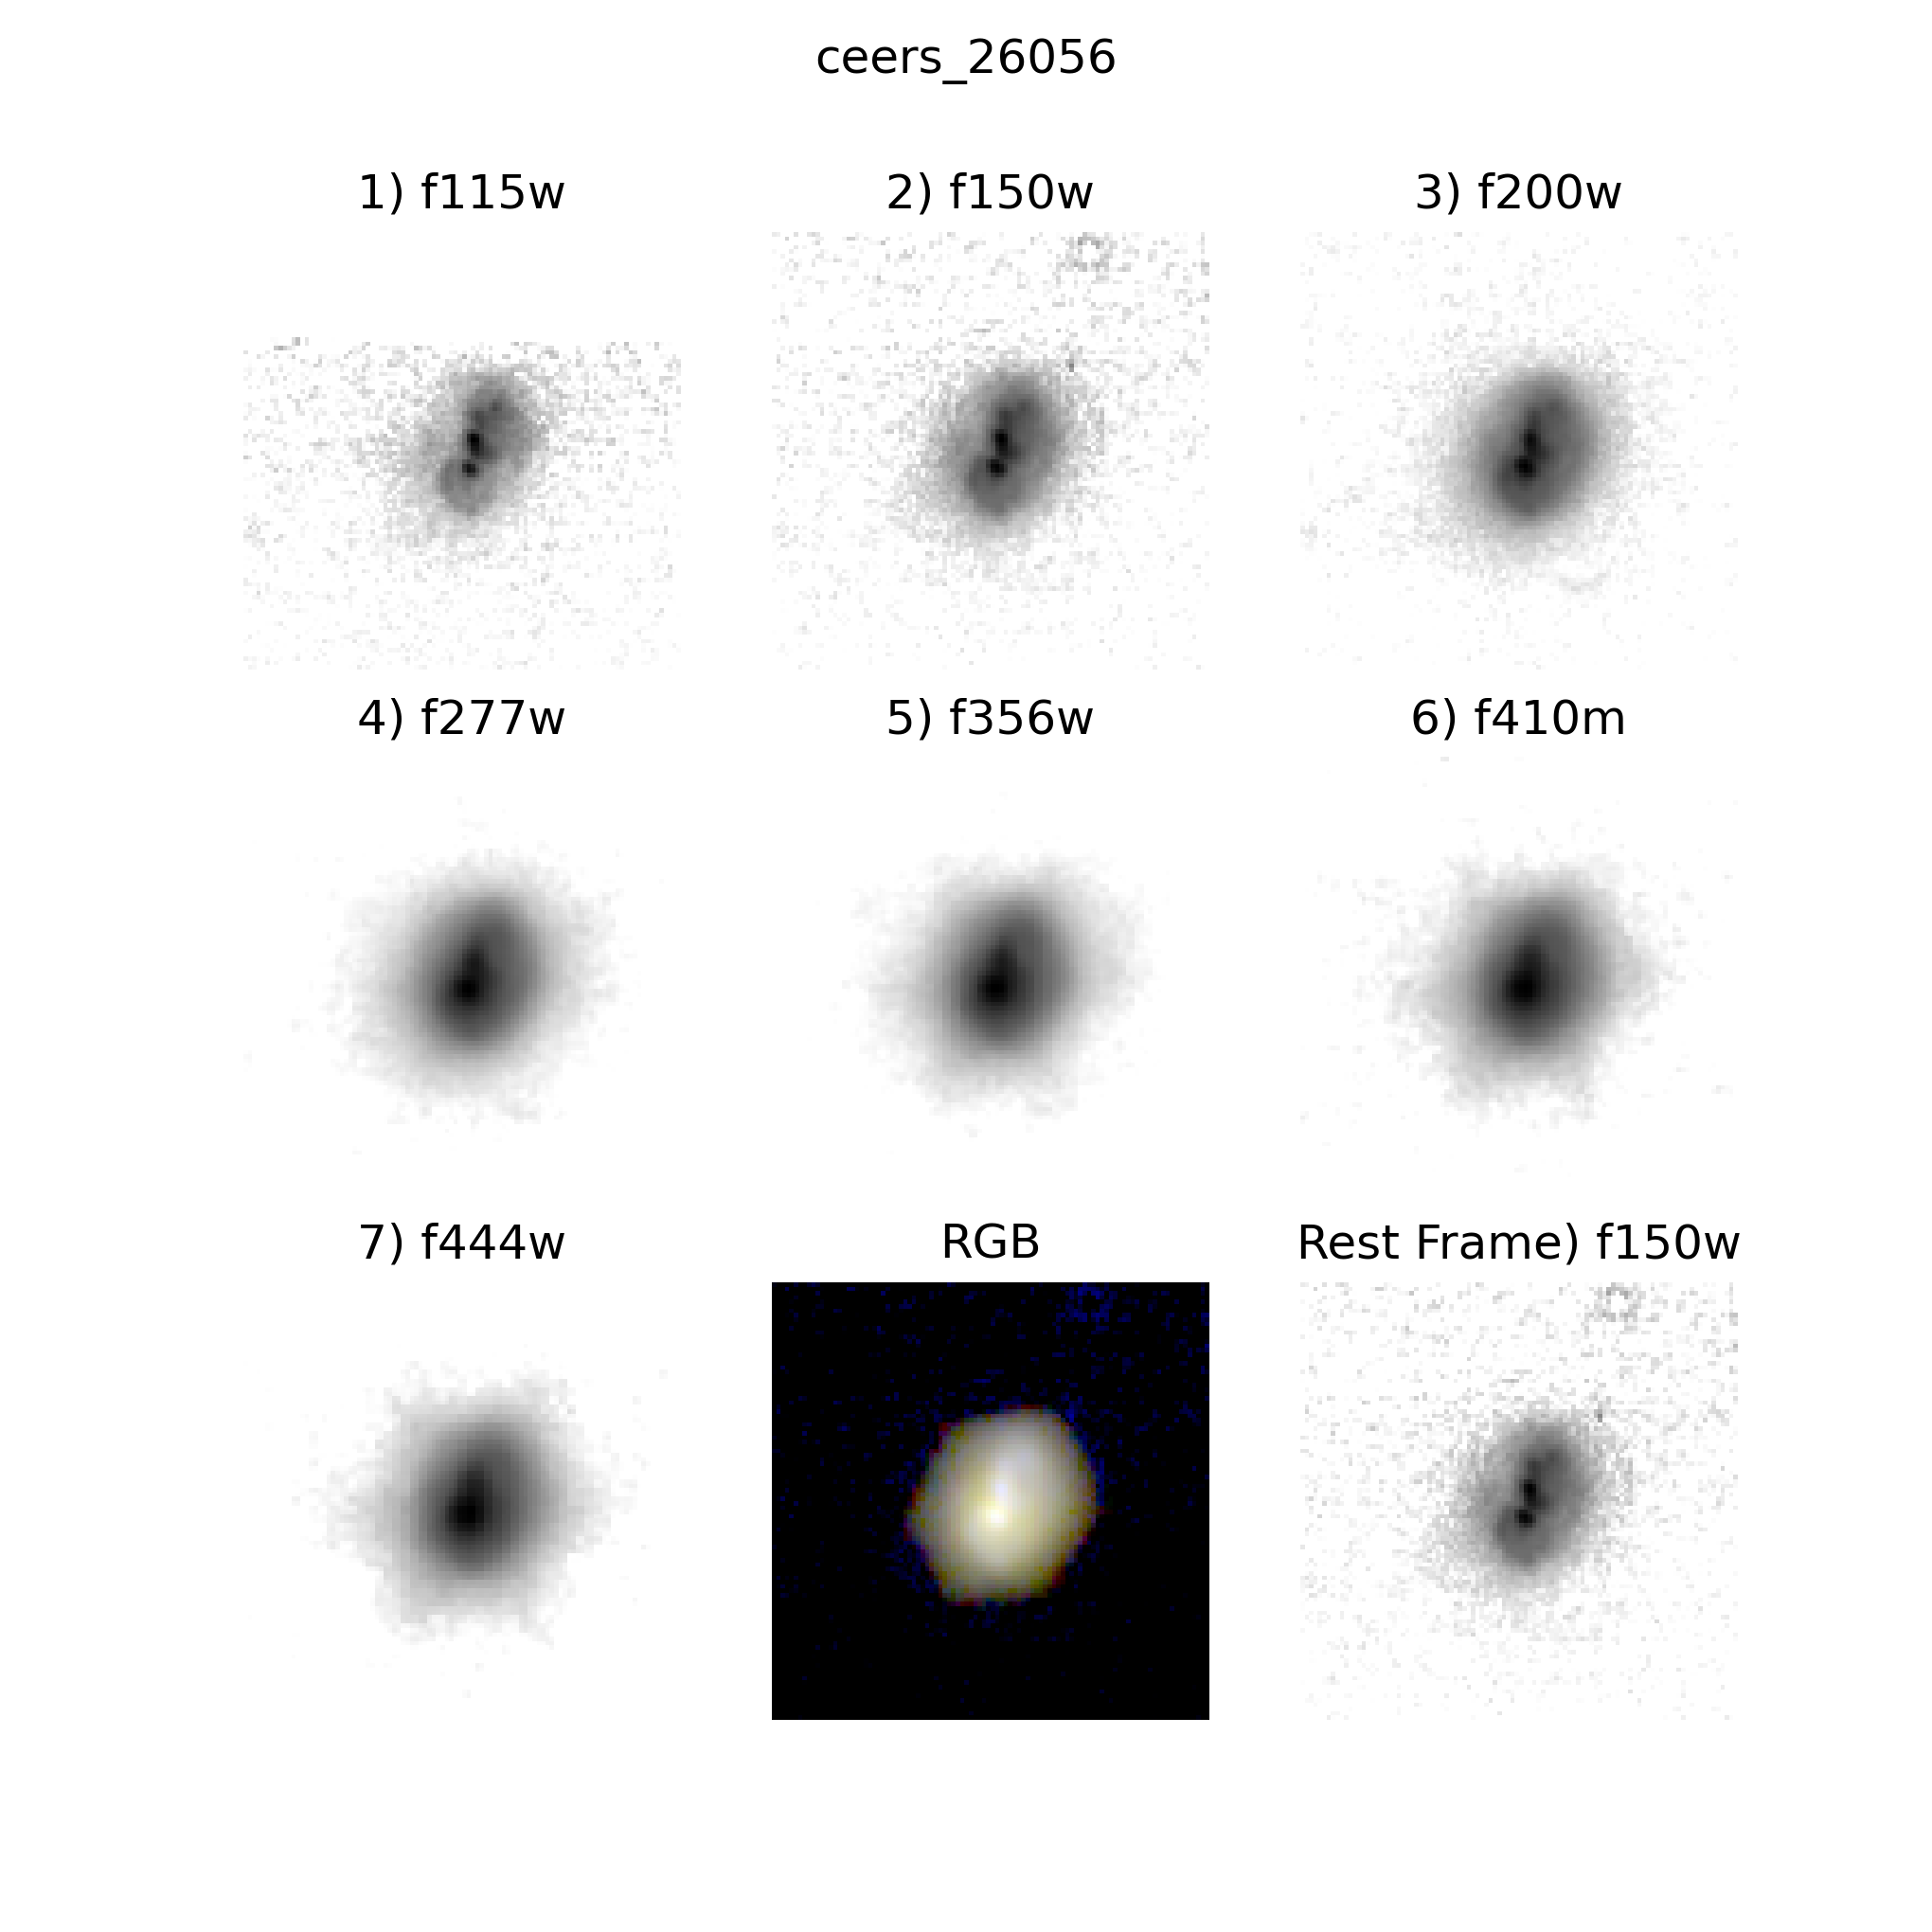 ceers_26056
1) f115w
2) f150w
3) f200w
4) f277w
5) f356w
6) f410m
7) f444w
RGB
Rest Frame) f150w